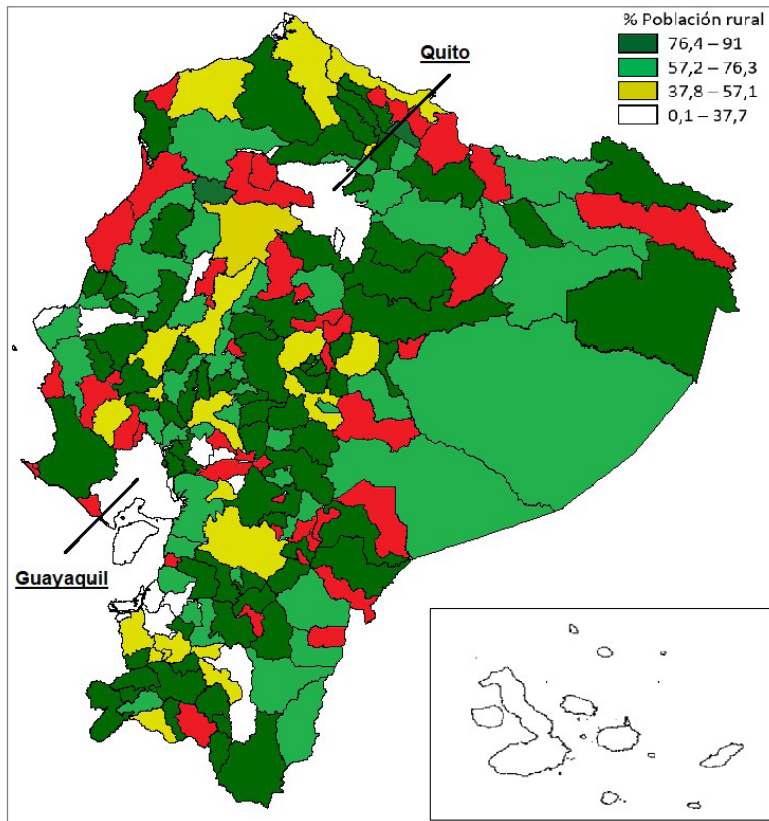 % Población rural
76,4 – 91
57,2 – 76,3
37,8 – 57,1
0,1 – 37,7
Quito
Guayaquil